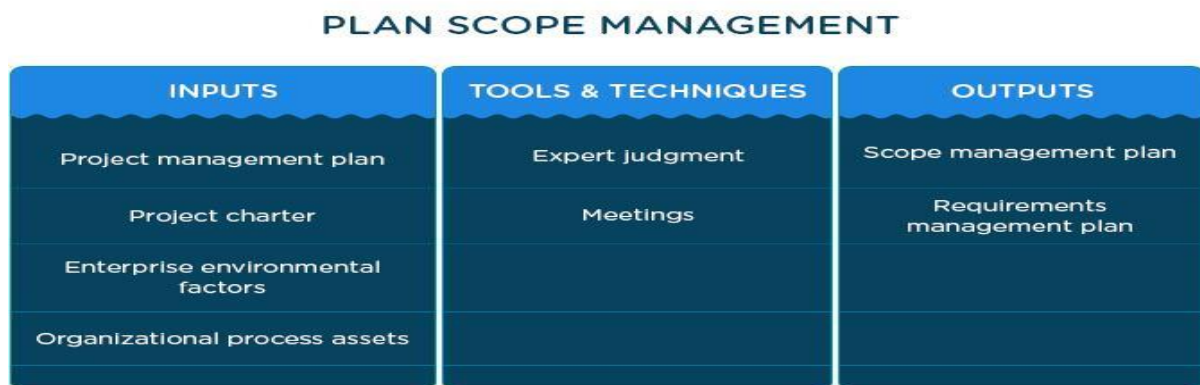 PLAN SCOPE MANAGEMENT
INPUTS
Project management plan
Project charter
Enterprise environmental
factors
Organizational process assets
TOOLS & TECHNIQUES
Expert judgment
Meetings
OUTPUTS
Scope management plan
Requirements
management plan